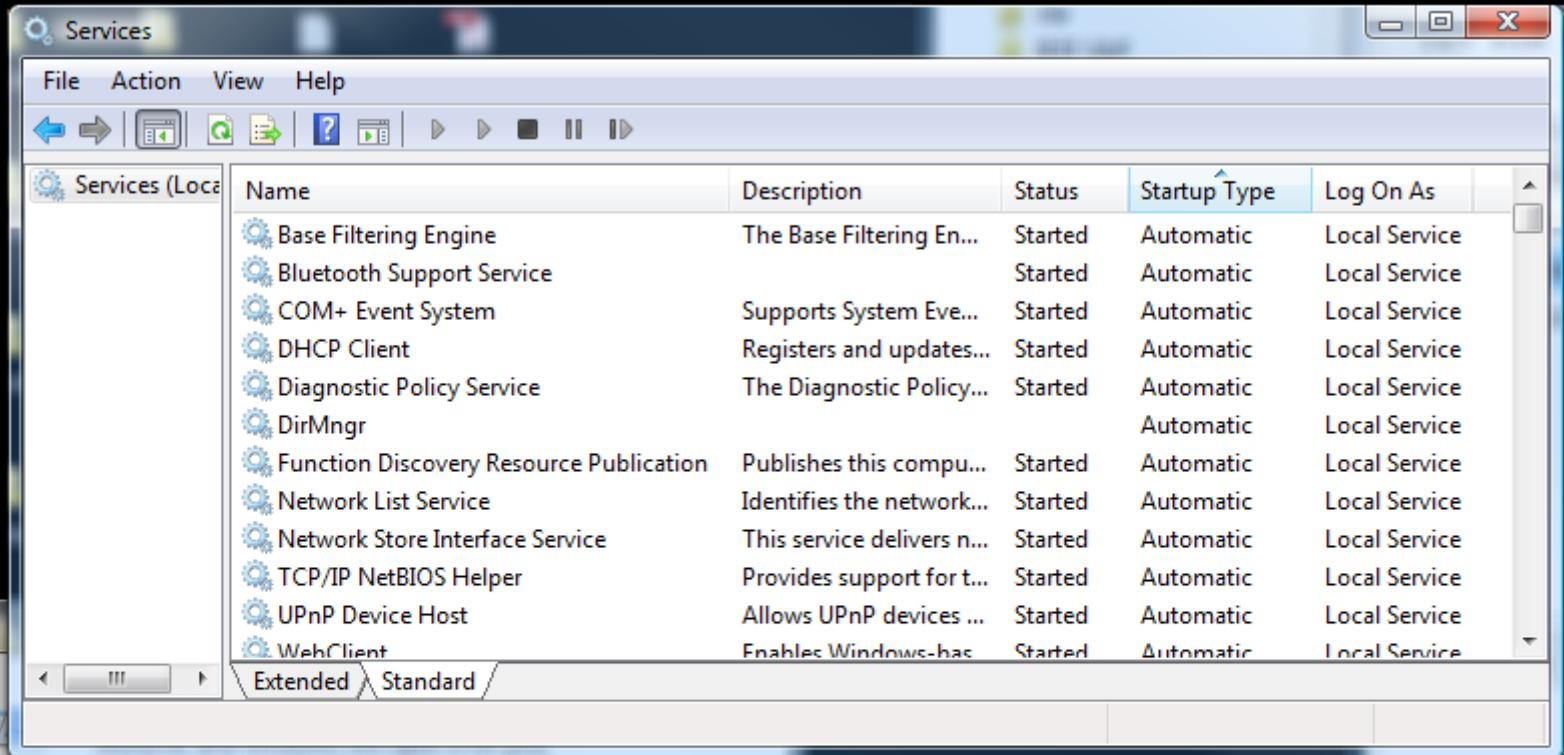 Services
File Action View Help
Services (Loca
Name Description Status Startup Type Log On As
Base Filtering Engine The Base Filtering En... Started Automatic Local Service
Bluetooth Support Service Started Automatic Local Service
COM+ Event System Supports System Eve... Started Automatic Local Service
DHCP Client Registers and updates... Started Automatic Local Service
Diagnostic Policy Service The Diagnostic Policy... Started Automatic Local Service
DirMngr Automatic Local Service
Function Discovery Resource Publication Publishes this compu... Started Automatic Local Service
Network List Service Identifies the network... Started Automatic Local Service
Network Store Interface Service This service delivers n... Started Automatic Local Service
TCP/IP NetBIOS Helper Provides support for t... Started Automatic Local Service
UPnP Device Host Allows UPnP devices ... Started Automatic Local Service
WebClient Enables Windows-bas Started Automatic Local Service
Extended Standard